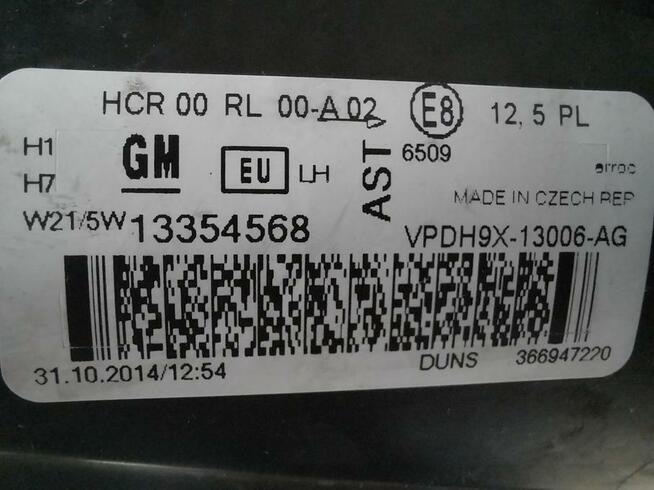 HCR 00 RL 00-A 02 E8 12, 5 PL
H1 GM EU LH AST 6509
H7
MADE IN CZECH REP
W21/5W 13354568 VPDH9X-13006-AG
31.10.2014/12:54 DUNS 366947220